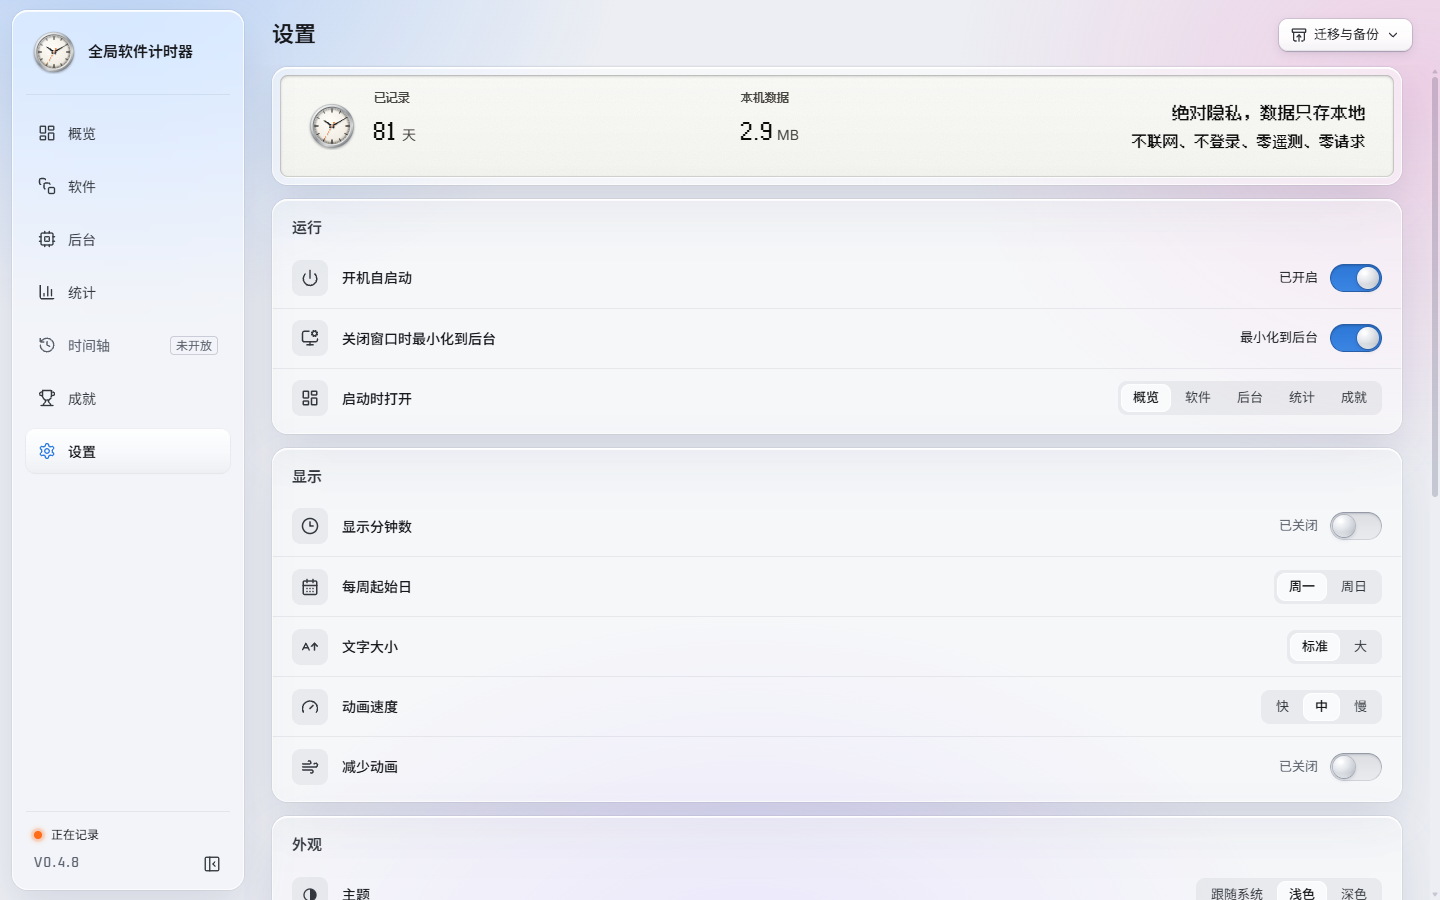 全局软件计时器
概览
软件
后台
统计
时间轴 未开放
成就
设置
正在记录
V0.4.8
设置
迁移与备份
已记录
81 天
本机数据
2.9 MB
绝对隐私，数据只存本地
不联网、不登录、零遥测、零请求
运行
开机自启动 已开启
关闭窗口时最小化到后台 最小化到后台
启动时打开 概览 软件 后台 统计 成就
显示
显示分钟数 已关闭
每周起始日 周一 周日
文字大小 标准 大
动画速度 快 中 慢
减少动画 已关闭
外观
主题 跟随系统 浅色 深色